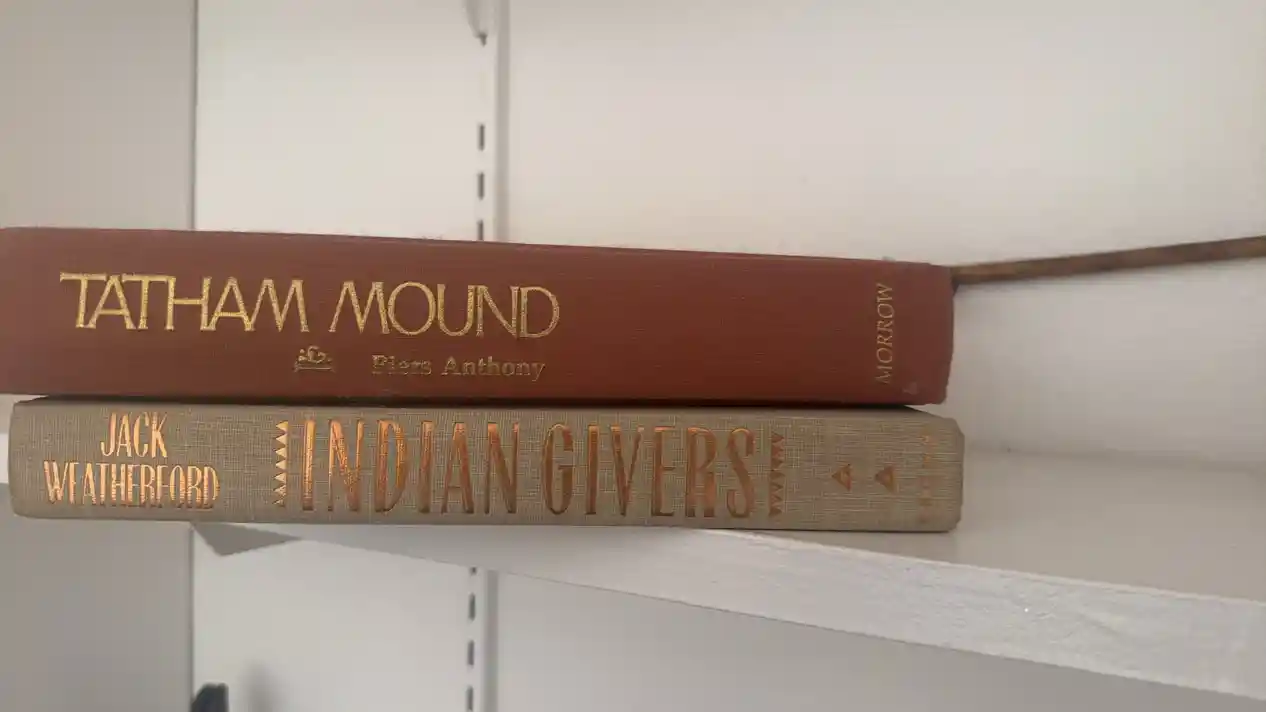 TATHAM MOUND
Piers Anthony
MORROW
JACK
WEATHERFORD
INDIAN GIVERS